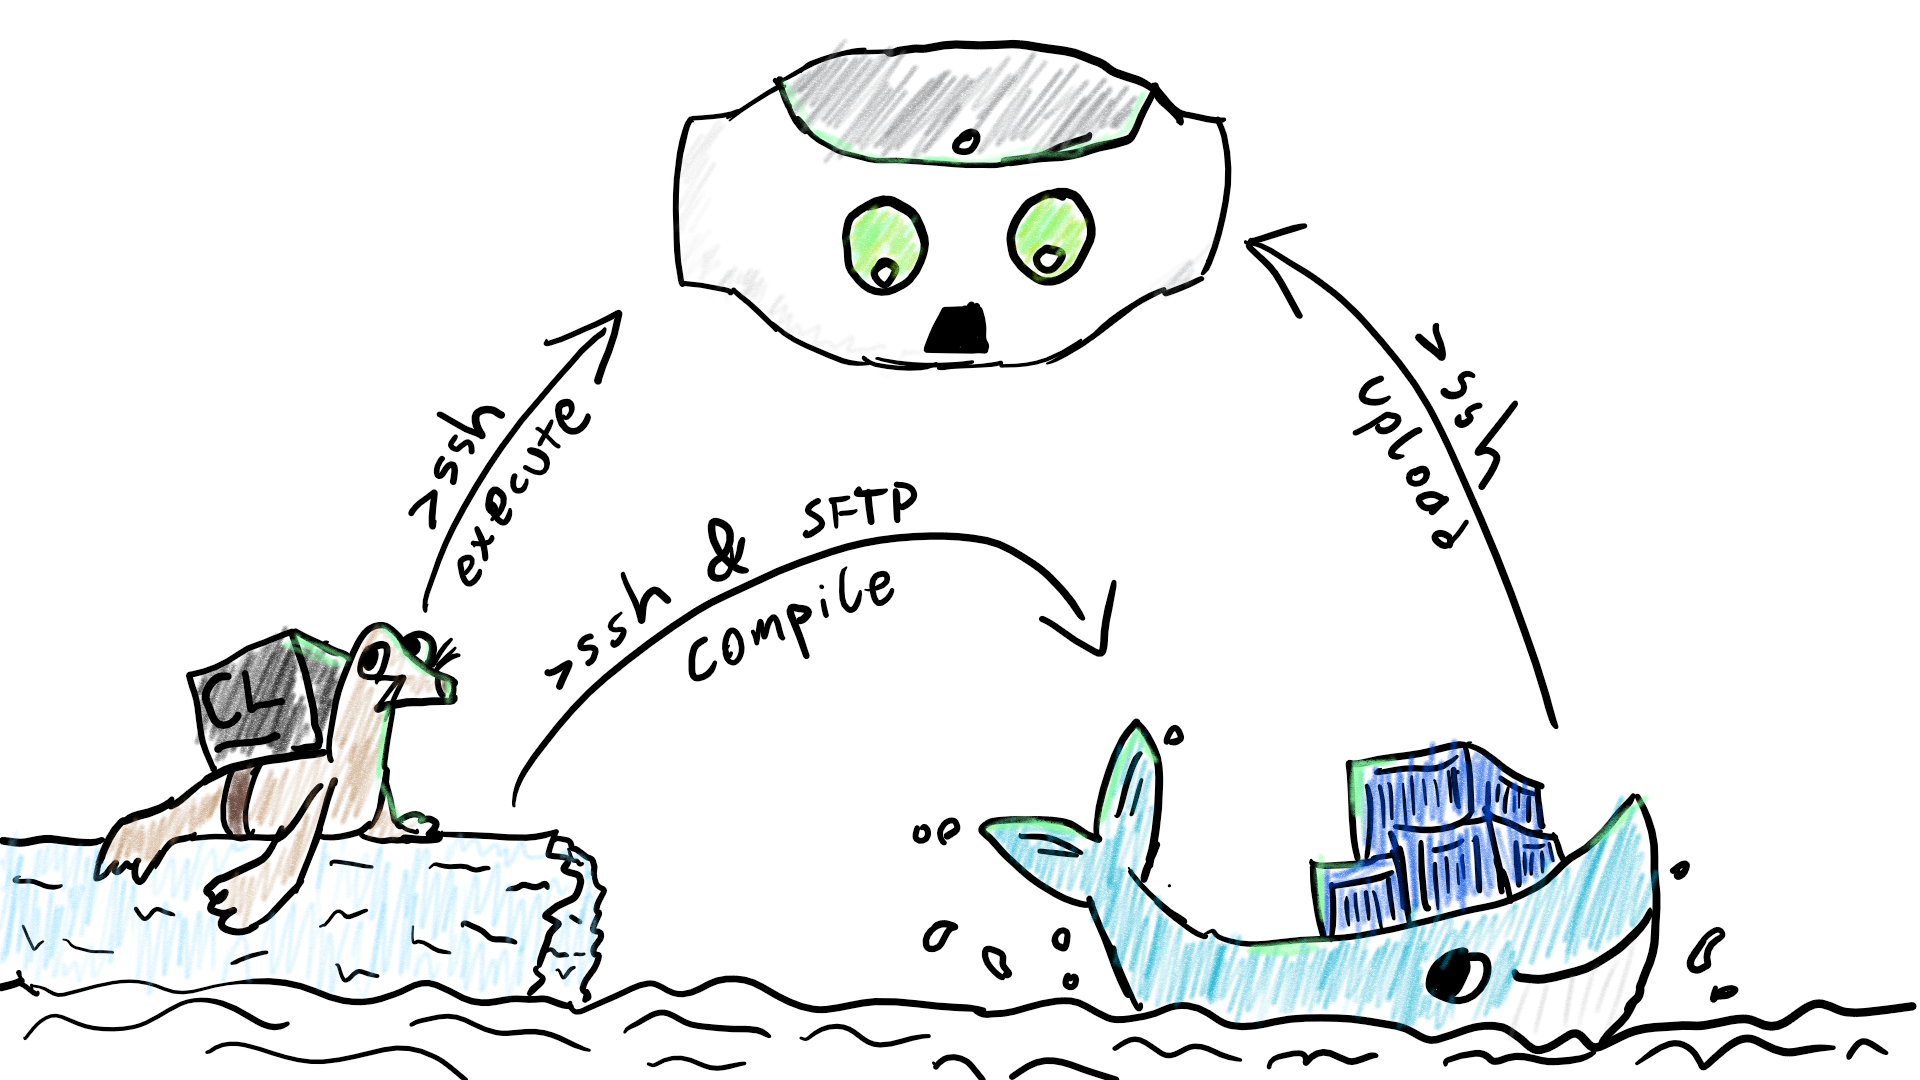 >ssh
execute
>ssh & SFTP
compile
>ssh
upload
CL